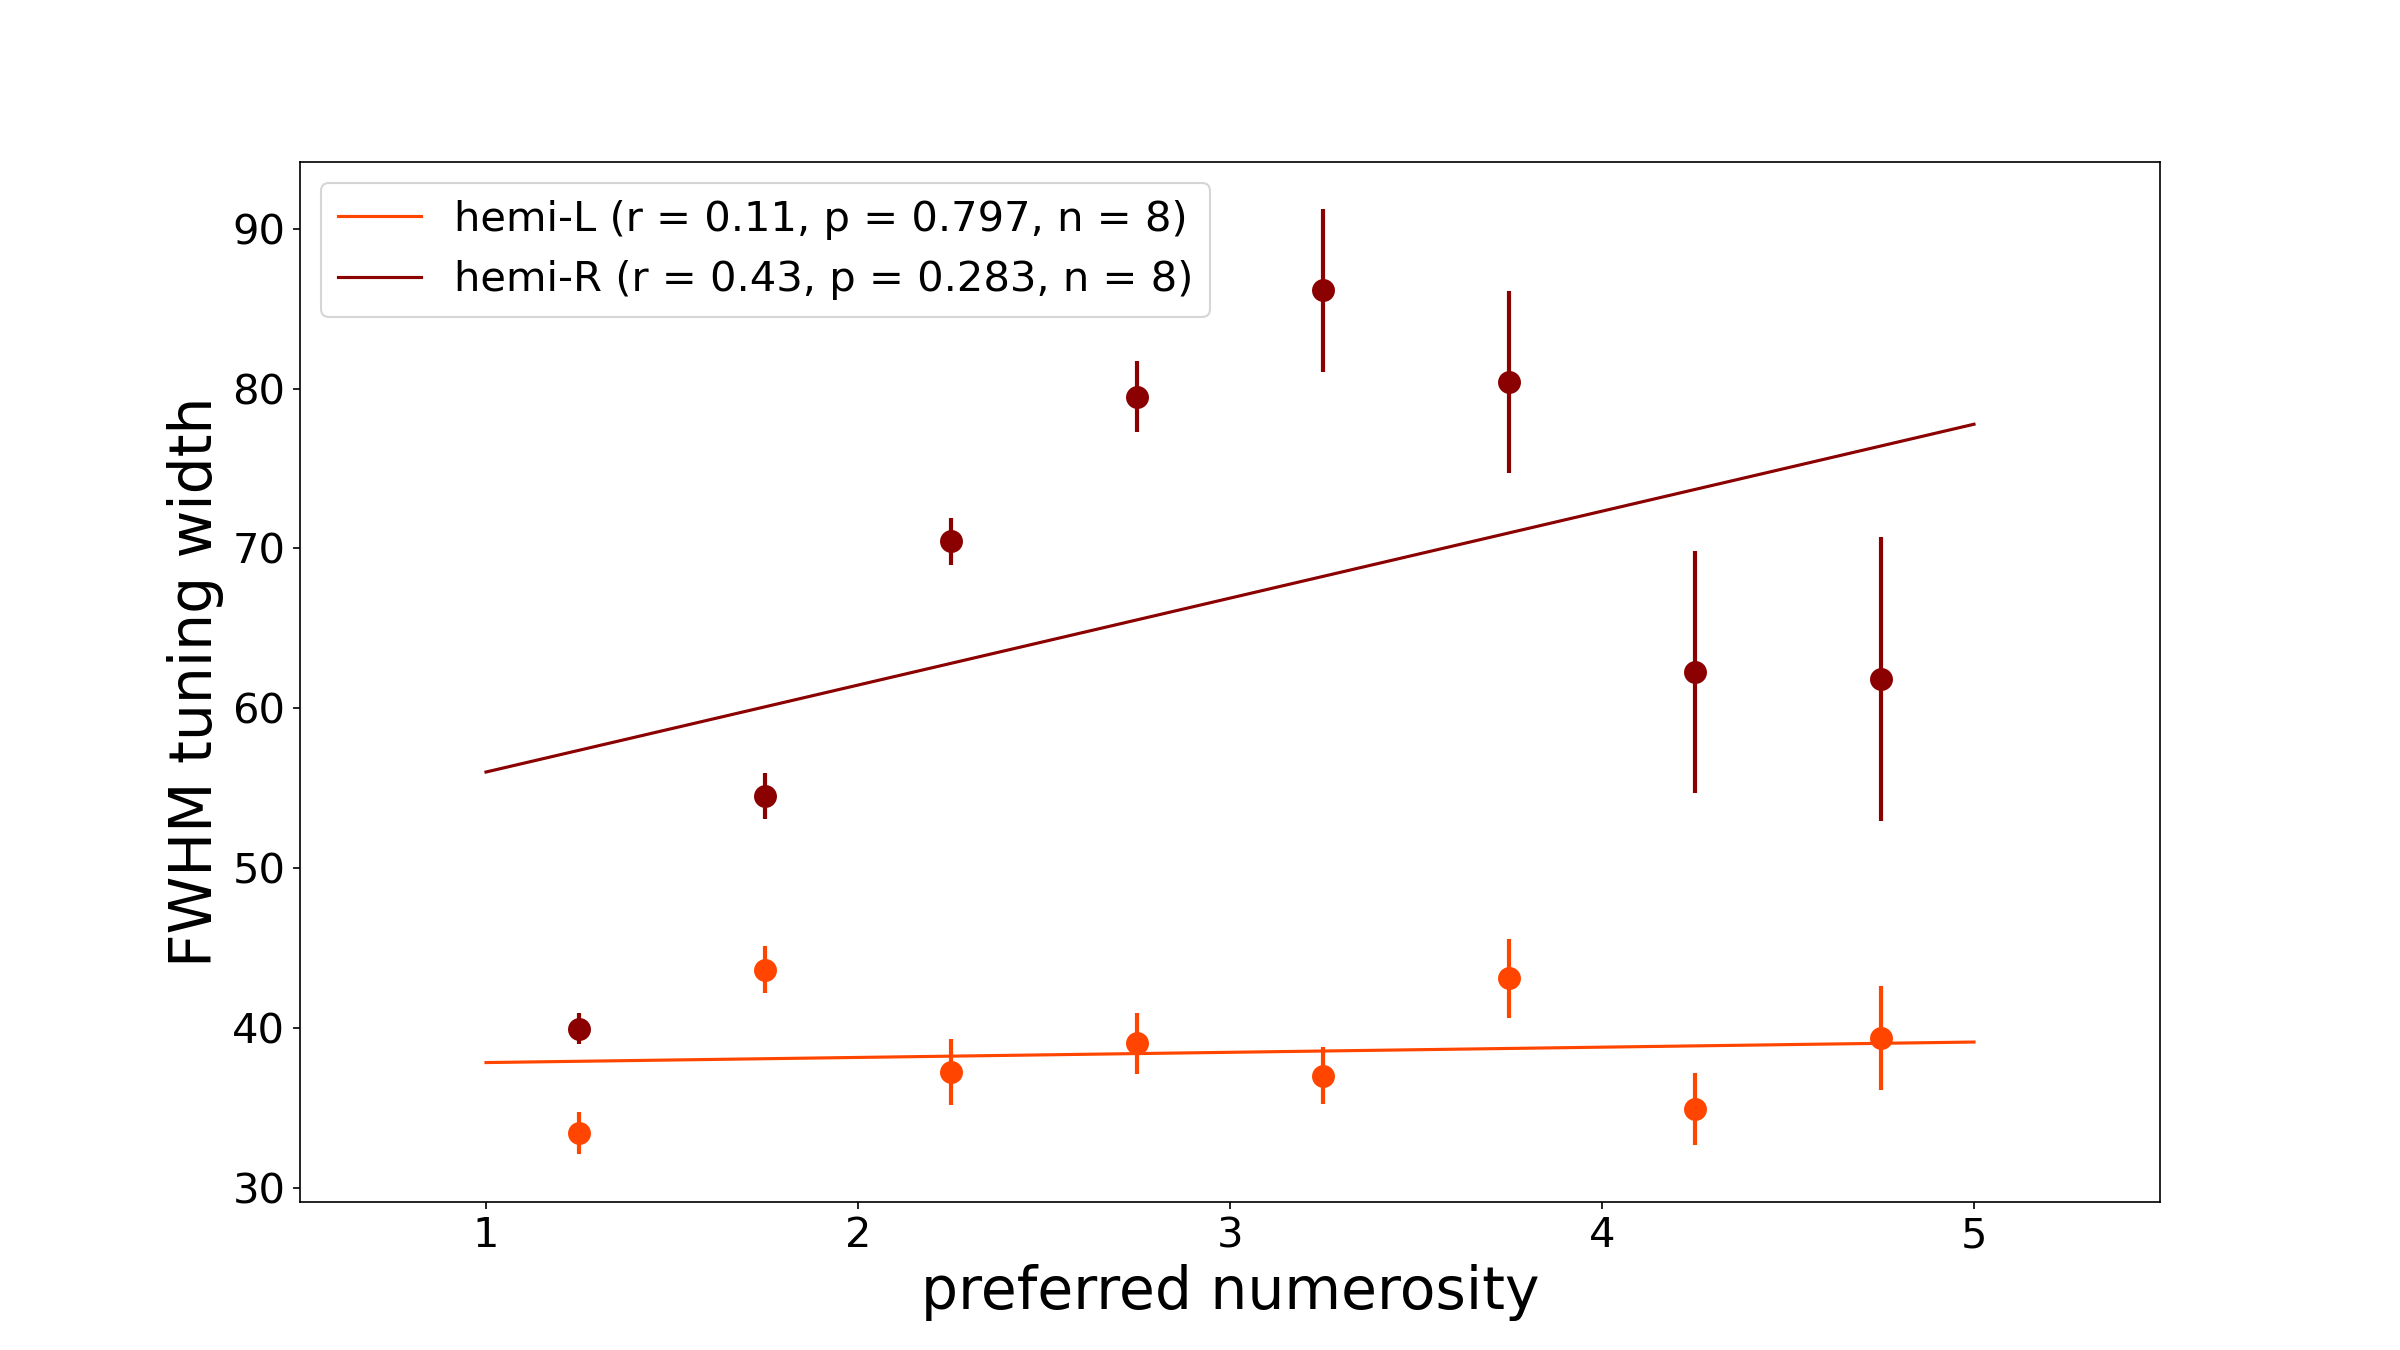 hemi-L (r = 0.11, p = 0.797, n = 8)
hemi-R (r = 0.43, p = 0.283, n = 8)
FWHM tuning width
90
80
70
60
50
40
30
1 2 3 4 5
preferred numerosity